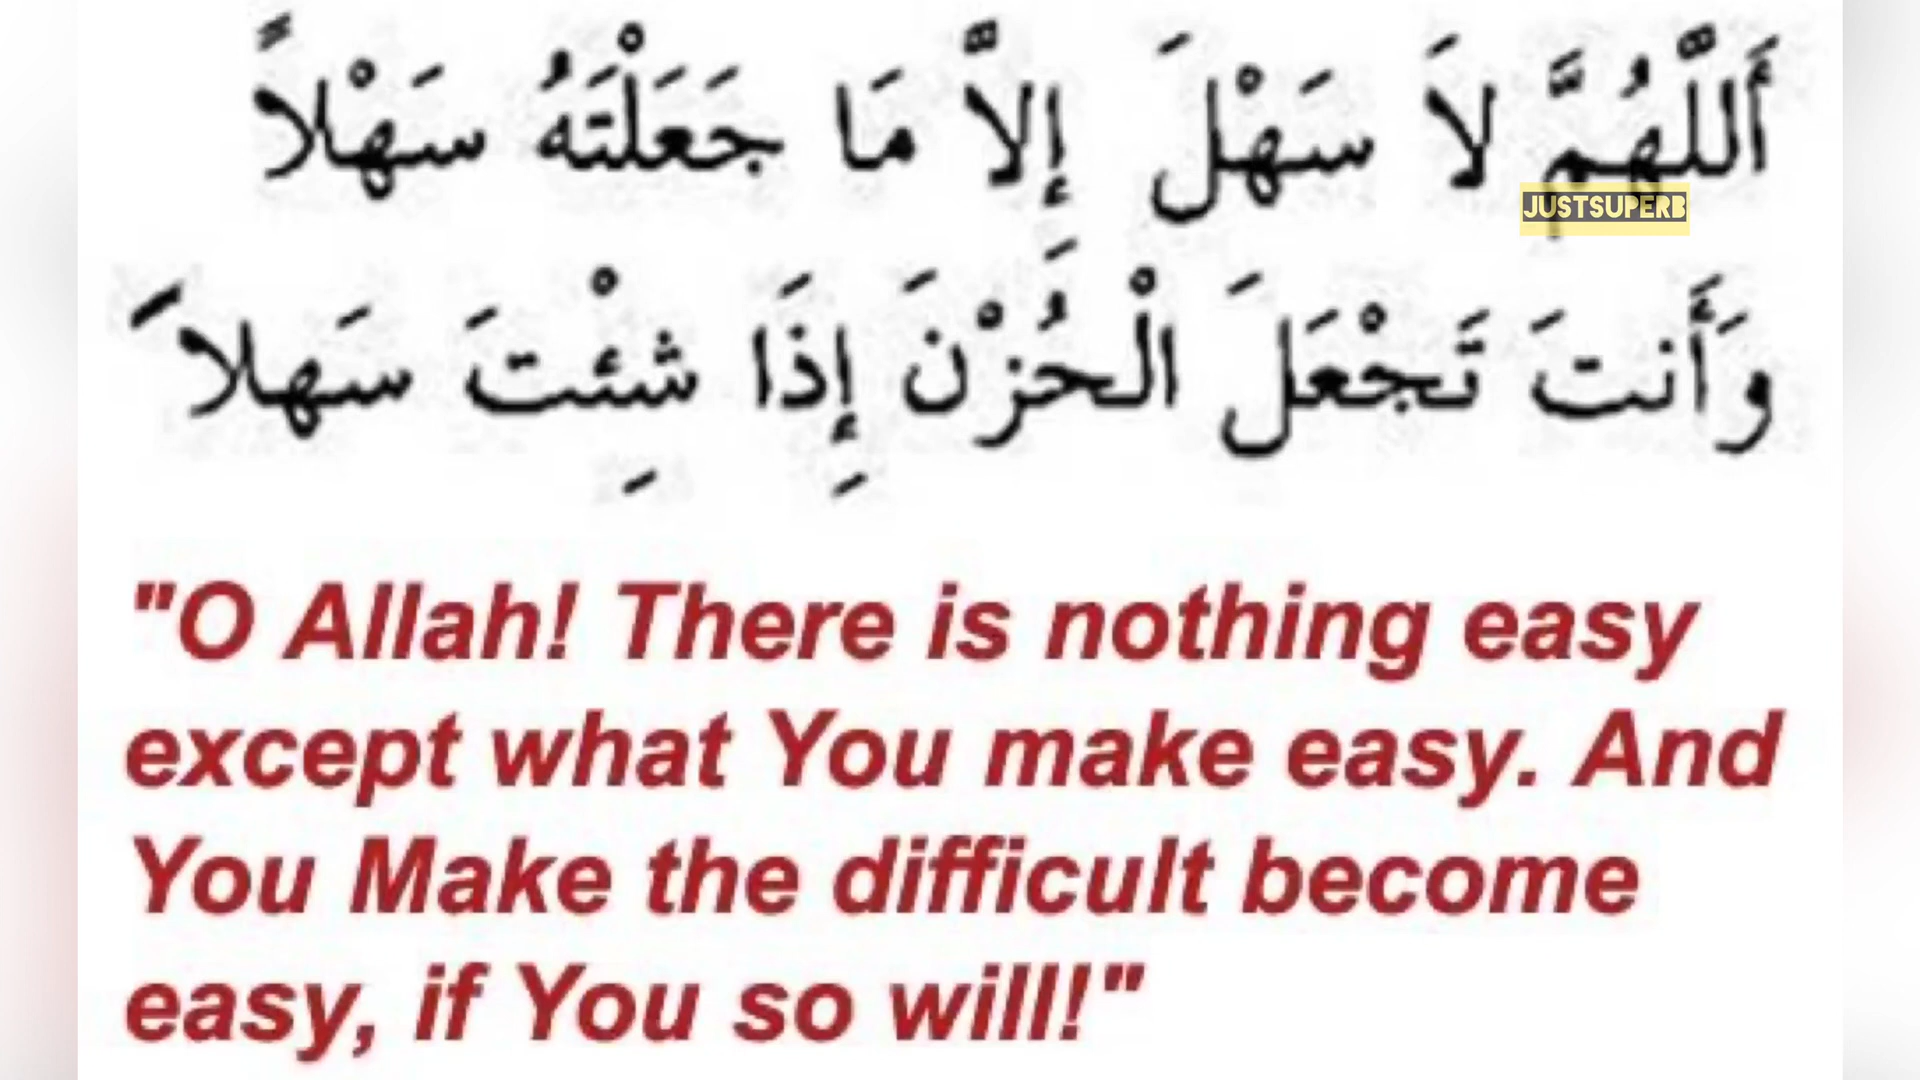 أَللَّهُمَّ لاَ سَهْلَ إِلاَّ مَا جَعَلْتَهُ سَهْلاً
JUSTSUPERB
وَأَنتَ تَجْعَلَ الْحُزْنَ إِذَا شِئْتَ سَهلاَ
"O Allah! There is nothing easy
except what You make easy. And
You Make the difficult become
easy, if You so will!"